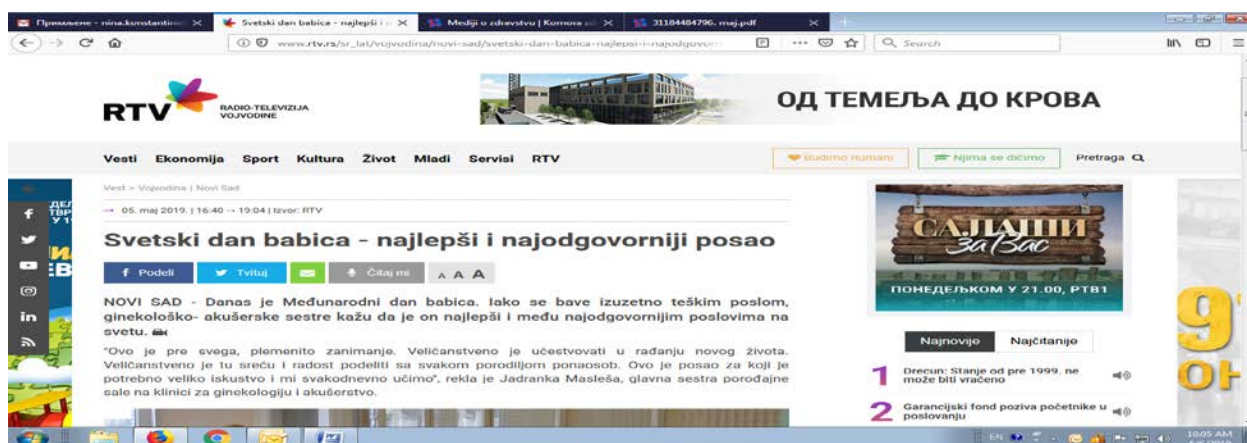 Примљене - nina.konstantino
Svetski dan babica - najlepši i n
Mediji o zdravstvu | Komora zd
31184484796. maj.pdf
www.rtv.rs/sr_lat/vojvodina/novi-sad/svetski-dan-babica-najlepsi-i-najodgovorn
Search
RTV
RADIO-TELEVIZIJA
VOJVODINE
ОД ТЕМЕЉА ДО КРОВА
Vesti Ekonomija Sport Kultura Život Mladi Servisi RTV
Budimo humani
Njima se dičimo
Pretraga
Vest > Vojvodina | Novi Sad
05. maj 2019. | 16:40 → 19:04 | Izvor: RTV
Svetski dan babica - najlepši i najodgovorniji posao
Podeli
Tvituj
Čitaj mi
A A A
NOVI SAD - Danas je Međunarodni dan babica. Iako se bave izuzetno teškim poslom,
ginekološko- akušerske sestre kažu da je on najlepši i među najodgovornijim poslovima na
svetu.
"Ovo je pre svega, plemenito zanimanje. Veličanstveno je učestvovati u rađanju novog života.
Veličanstveno je tu sreću i radost podeliti sa svakom porodiljom ponaosob. Ovo je posao za koji je
potrebno veliko iskustvo i mi svakodnevno učimo", rekla je Jadranka Masleša, glavna sestra porođajne
sale na klinici za ginekologiju i akušerstvo.
САЛАШИ
за Вас
ПОНЕДЕЉКОМ У 21.00, РТВ1
Najnovije
Najčitanije
1 Drecun: Stanje od pre 1999. ne
može biti vraćeno
2 Garancijski fond poziva početnike u
poslovanju
EN
10:05 AM